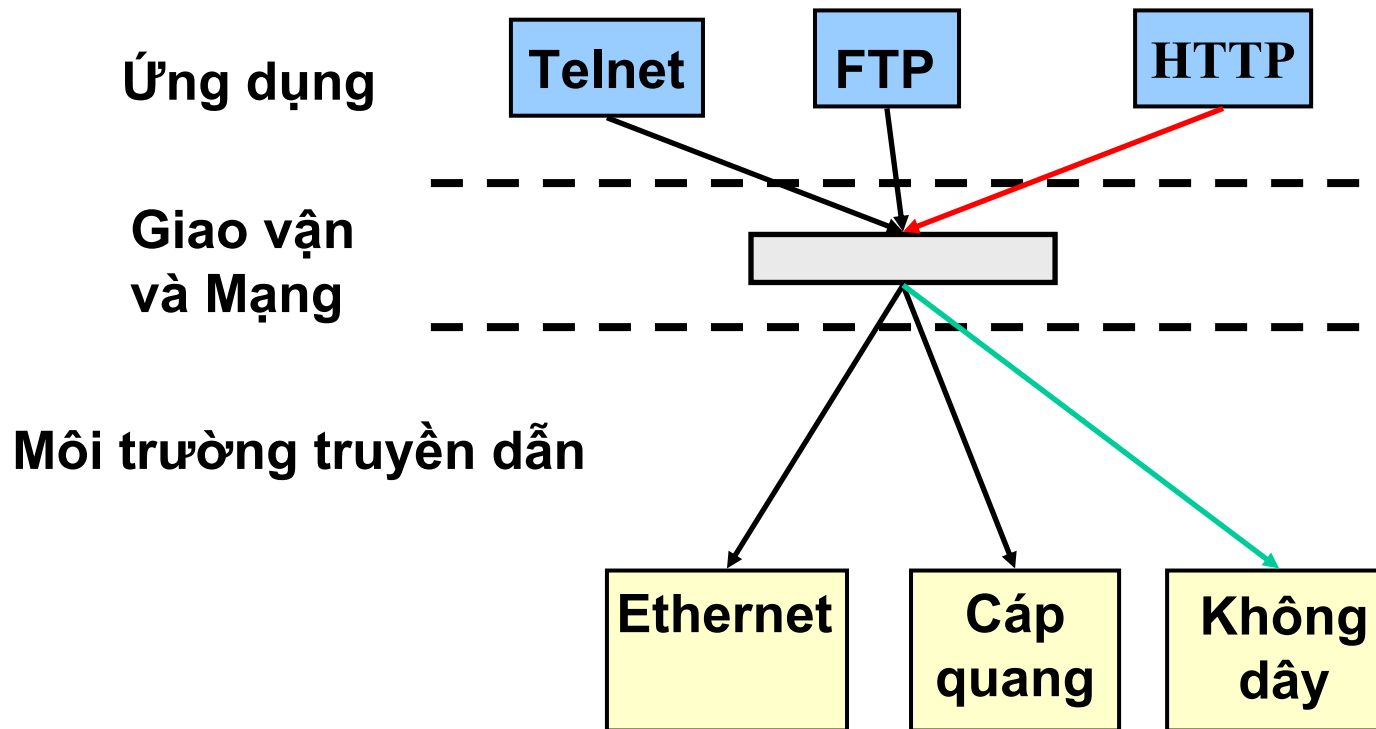 Ứng dụng
Telnet
FTP
HTTP
Giao vận
và Mạng
Môi trường truyền dẫn
Ethernet
Cáp
quang
Không
dây